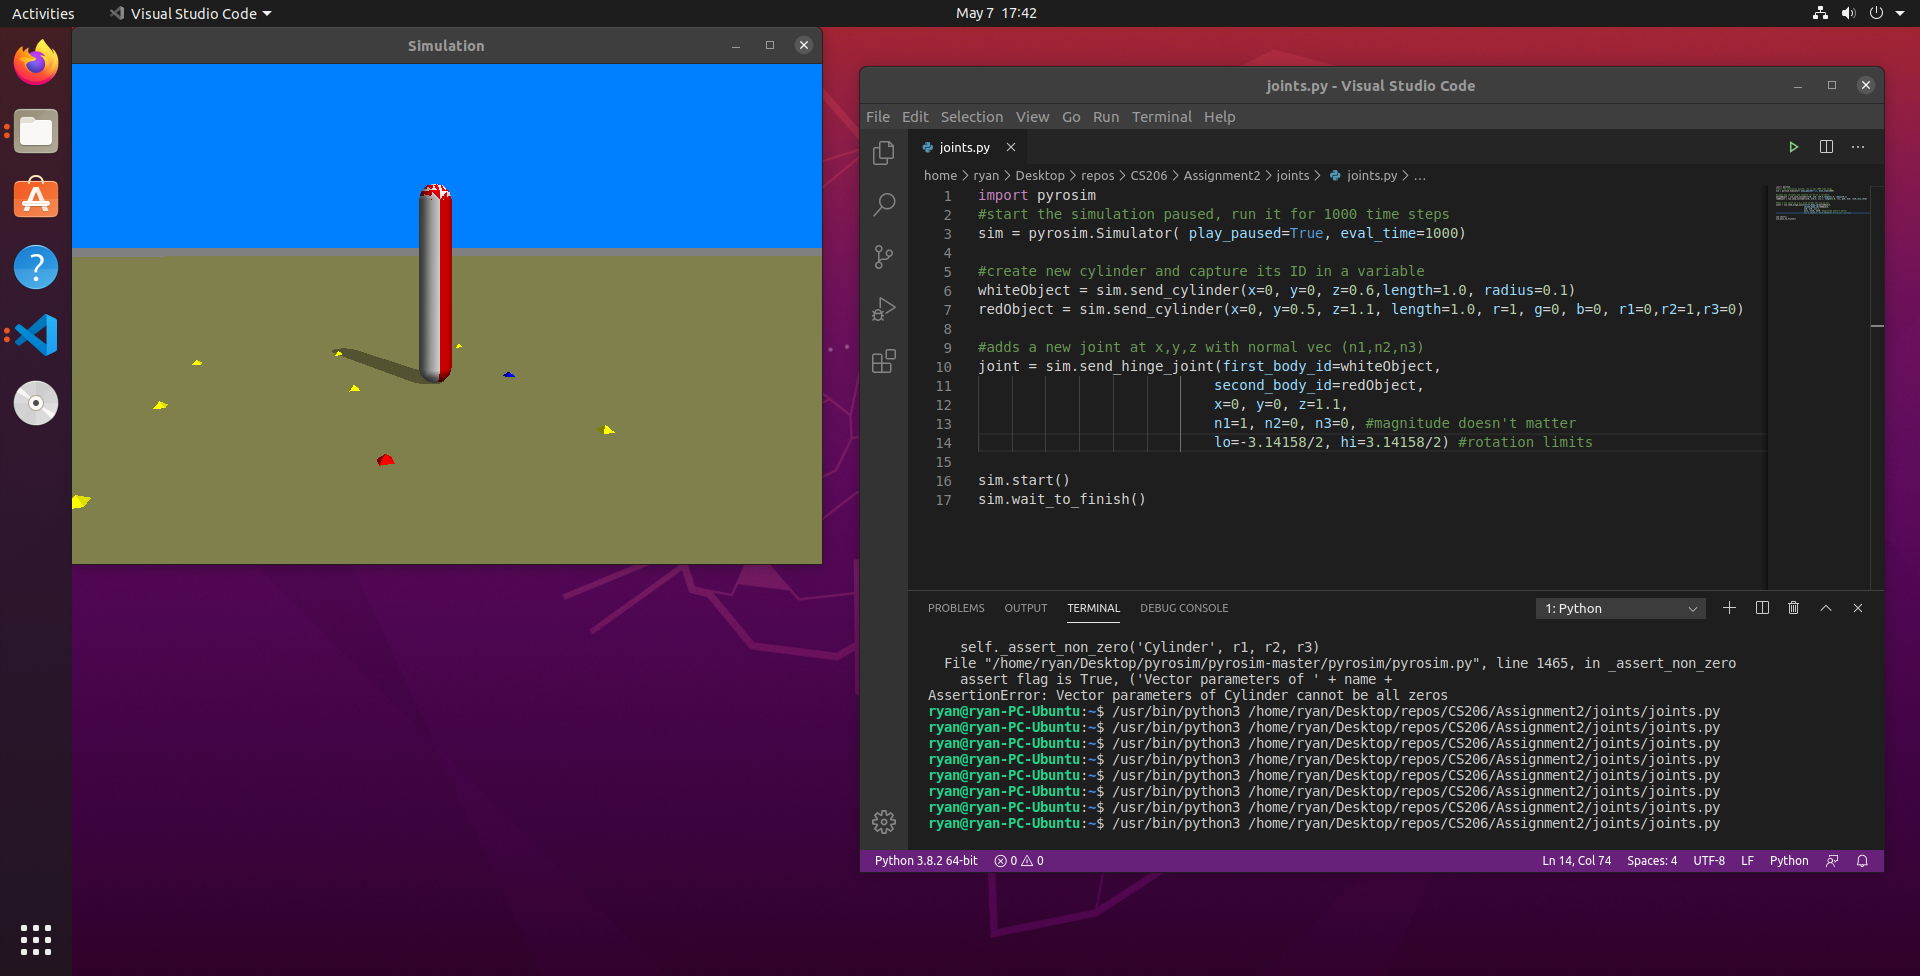 Activities
Visual Studio Code
May 7 17:42
Simulation
joints.py - Visual Studio Code
File Edit Selection View Go Run Terminal Help
joints.py
home > ryan > Desktop > repos > CS206 > Assignment2 > joints > joints.py > ...
1 import pyrosim
2 #start the simulation paused, run it for 1000 time steps
3 sim = pyrosim.Simulator( play_paused=True, eval_time=1000)
4
5 #create new cylinder and capture its ID in a variable
6 whiteObject = sim.send_cylinder(x=0, y=0, z=0.6,length=1.0, radius=0.1)
7 redObject = sim.send_cylinder(x=0, y=0.5, z=1.1, length=1.0, r=1, g=0, b=0, r1=0,r2=1,r3=0)
8
9 #adds a new joint at x,y,z with normal vec (n1,n2,n3)
10 joint = sim.send_hinge_joint(first_body_id=whiteObject,
11 second_body_id=redObject,
12 x=0, y=0, z=1.1,
13 n1=1, n2=0, n3=0, #magnitude doesn't matter
14 lo=-3.14158/2, hi=3.14158/2) #rotation limits
15
16 sim.start()
17 sim.wait_to_finish()
PROBLEMS OUTPUT TERMINAL DEBUG CONSOLE
1: Python
self._assert_non_zero('Cylinder', r1, r2, r3)
File "/home/ryan/Desktop/pyrosim/pyrosim-master/pyrosim/pyrosim.py", line 1465, in _assert_non_zero
assert flag is True, ('Vector parameters of ' + name +
AssertionError: Vector parameters of Cylinder cannot be all zeros
ryan@ryan-PC-Ubuntu:~$ /usr/bin/python3 /home/ryan/Desktop/repos/CS206/Assignment2/joints/joints.py
ryan@ryan-PC-Ubuntu:~$ /usr/bin/python3 /home/ryan/Desktop/repos/CS206/Assignment2/joints/joints.py
ryan@ryan-PC-Ubuntu:~$ /usr/bin/python3 /home/ryan/Desktop/repos/CS206/Assignment2/joints/joints.py
ryan@ryan-PC-Ubuntu:~$ /usr/bin/python3 /home/ryan/Desktop/repos/CS206/Assignment2/joints/joints.py
ryan@ryan-PC-Ubuntu:~$ /usr/bin/python3 /home/ryan/Desktop/repos/CS206/Assignment2/joints/joints.py
ryan@ryan-PC-Ubuntu:~$ /usr/bin/python3 /home/ryan/Desktop/repos/CS206/Assignment2/joints/joints.py
ryan@ryan-PC-Ubuntu:~$ /usr/bin/python3 /home/ryan/Desktop/repos/CS206/Assignment2/joints/joints.py
ryan@ryan-PC-Ubuntu:~$ /usr/bin/python3 /home/ryan/Desktop/repos/CS206/Assignment2/joints/joints.py
Python 3.8.2 64-bit 0 0 Ln 14, Col 74 Spaces: 4 UTF-8 LF Python